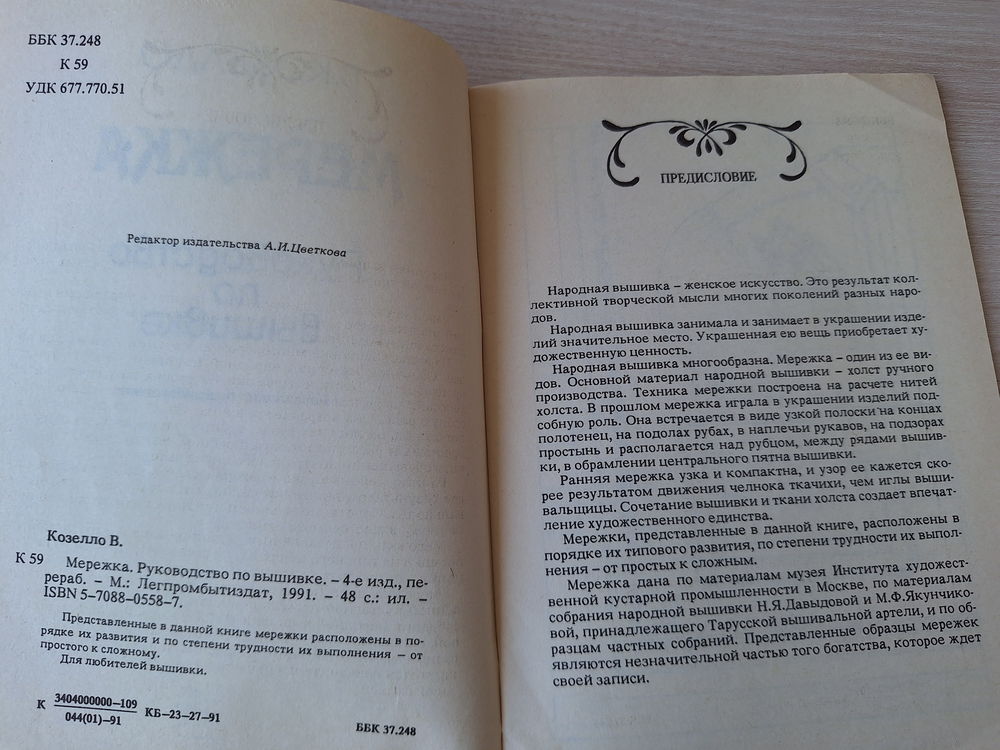 ББК 37.248
К 59
УДК 677.770.51
Редактор издательства А.И.Цветкова
Козелло В.
К 59 Мережка. Руководство по вышивке. – 4-е изд., пе-
рераб. – М.: Легпромбытиздат, 1991. – 48 с.: ил. –
ISBN 5-7088-0558-7.
Представленные в данной книге мережки расположены в по-
рядке их развития и по степени трудности их выполнения – от
простого к сложному.
Для любителей вышивки.
К 3404000000–109
044(01)–91
КБ–23–27–91
ББК 37.248
ПРЕДИСЛОВИЕ
Народная вышивка – женское искусство. Это результат кол-
лективной творческой мысли многих поколений разных наро-
дов.
Народная вышивка занимала и занимает в украшении изде-
лий значительное место. Украшенная ею вещь приобретает ху-
дожественную ценность.
Народная вышивка многообразна. Мережка – один из ее ви-
дов. Основной материал народной вышивки – холст ручного
производства. Техника мережки построена на расчете нитей
холста. В прошлом мережка играла в украшении изделий под-
собную роль. Она встречается в виде узкой полоски на концах
полотенец, на подолах рубах, в наплечьи рукавов, на подзорах
простынь и располагается над рубцом, между рядами вышив-
ки, в обрамлении центрального пятна вышивки.
Ранняя мережка узка и компактна, и узор ее кажется ско-
рее результатом движения челнока ткачихи, чем иглы выши-
вальщицы. Сочетание вышивки и ткани холста создает впечат-
ление художественного единства.
Мережки, представленные в данной книге, расположены в
порядке их типового развития, по степени трудности их выпол-
нения – от простых к сложным.
Мережка дана по материалам музея Института художест-
венной кустарной промышленности в Москве, по материалам
собрания народной вышивки Н.Я.Давыдовой и М.Ф.Якунчико-
вой, принадлежащего Тарусской вышивальной артели, и по об-
разцам частных собраний. Представленные образцы мережек
являются незначительной частью того богатства, которое ждет
своей записи.